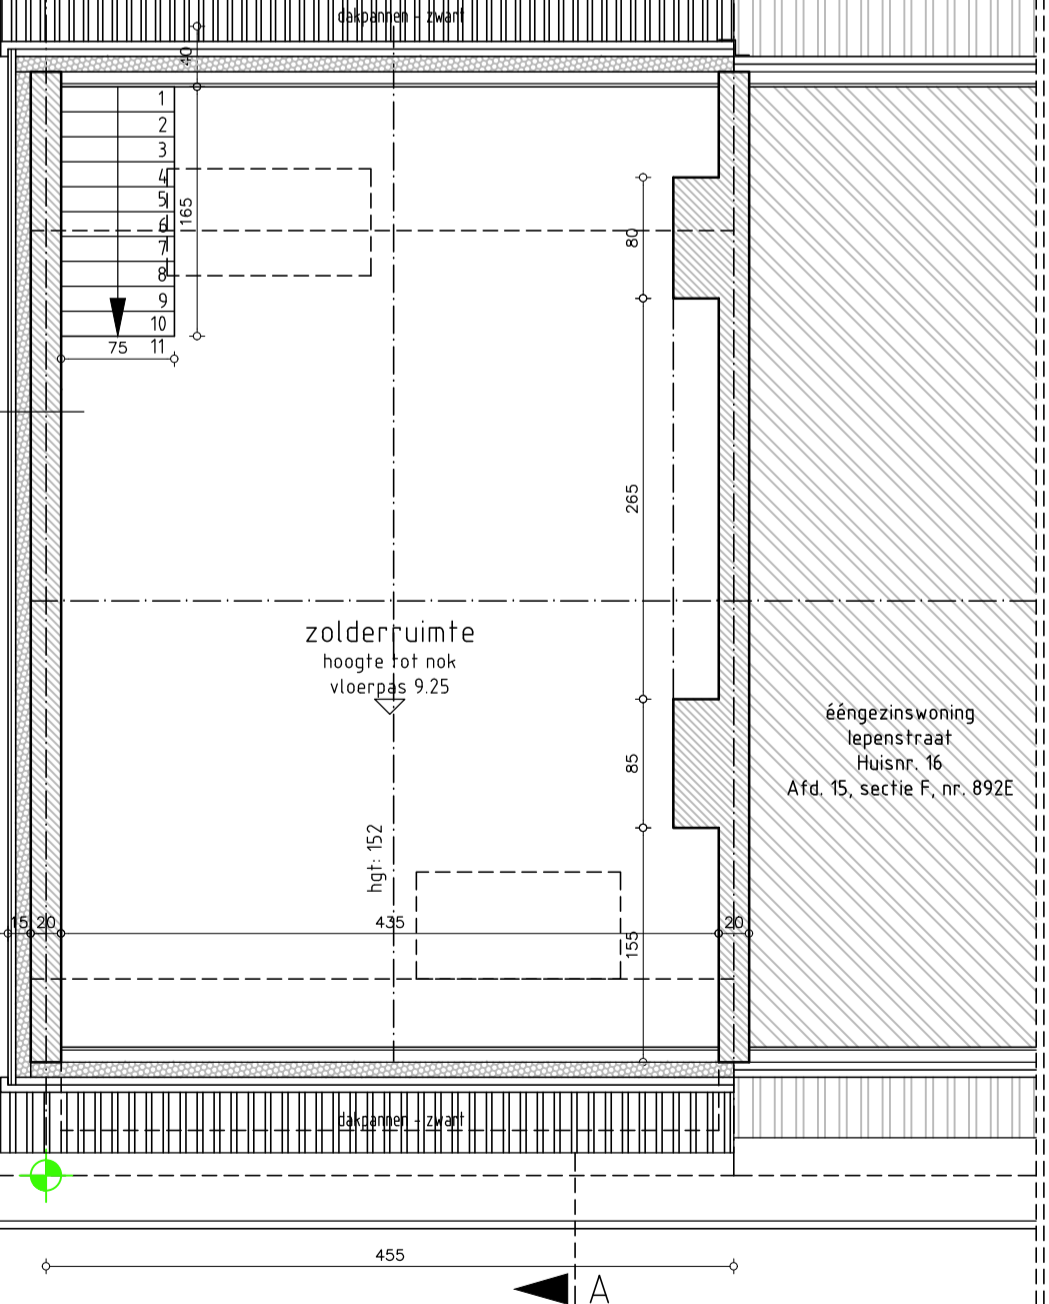 dakpannen - zwart
40
1
2
3
4
5
6
7
8
9
10
11
165
75
80
265
zolderruimte
hoogte tot nok
vloerpas 9.25
85
ééngezinswoning
Iepenstraat
Huisnr. 16
Afd. 15, sectie F, nr. 892E
hgt: 152
15
20
435
155
20
dakpannen - zwart
455
A